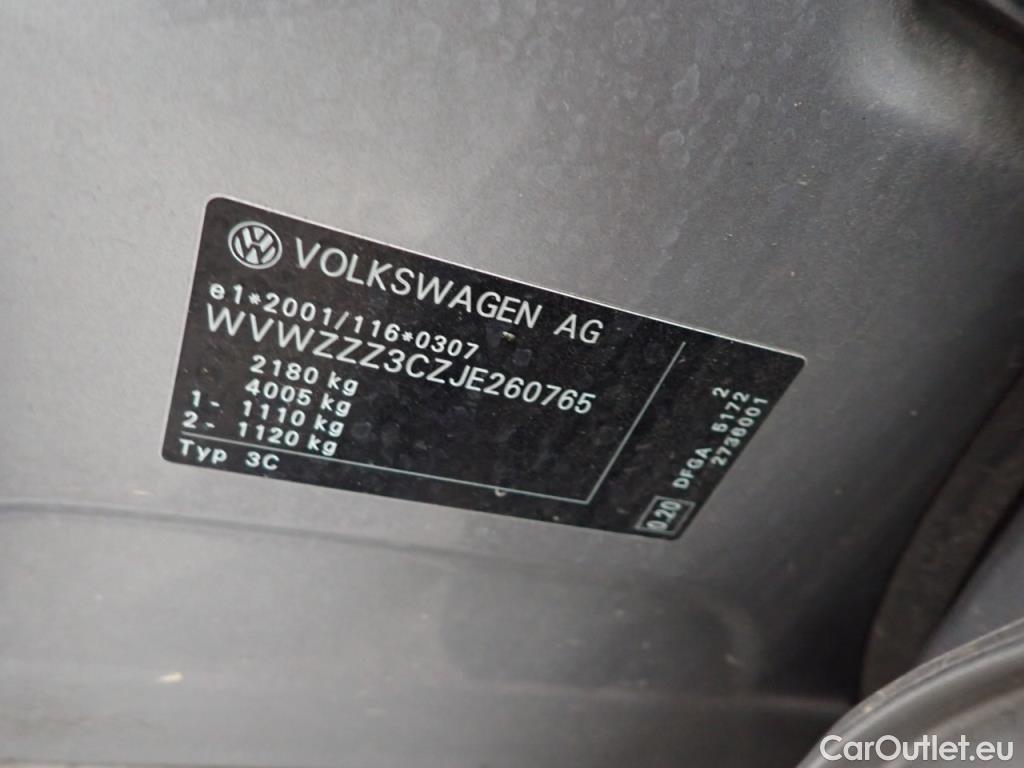 VOLKSWAGEN AG
e1*2001/116*0307
WVWZZZ3CZJE260765
2180 kg
4005 kg
1- 1110 kg
2- 1120 kg
Typ 3C
0.20
DFGA 5172 2
2736001
CarOutlet.eu